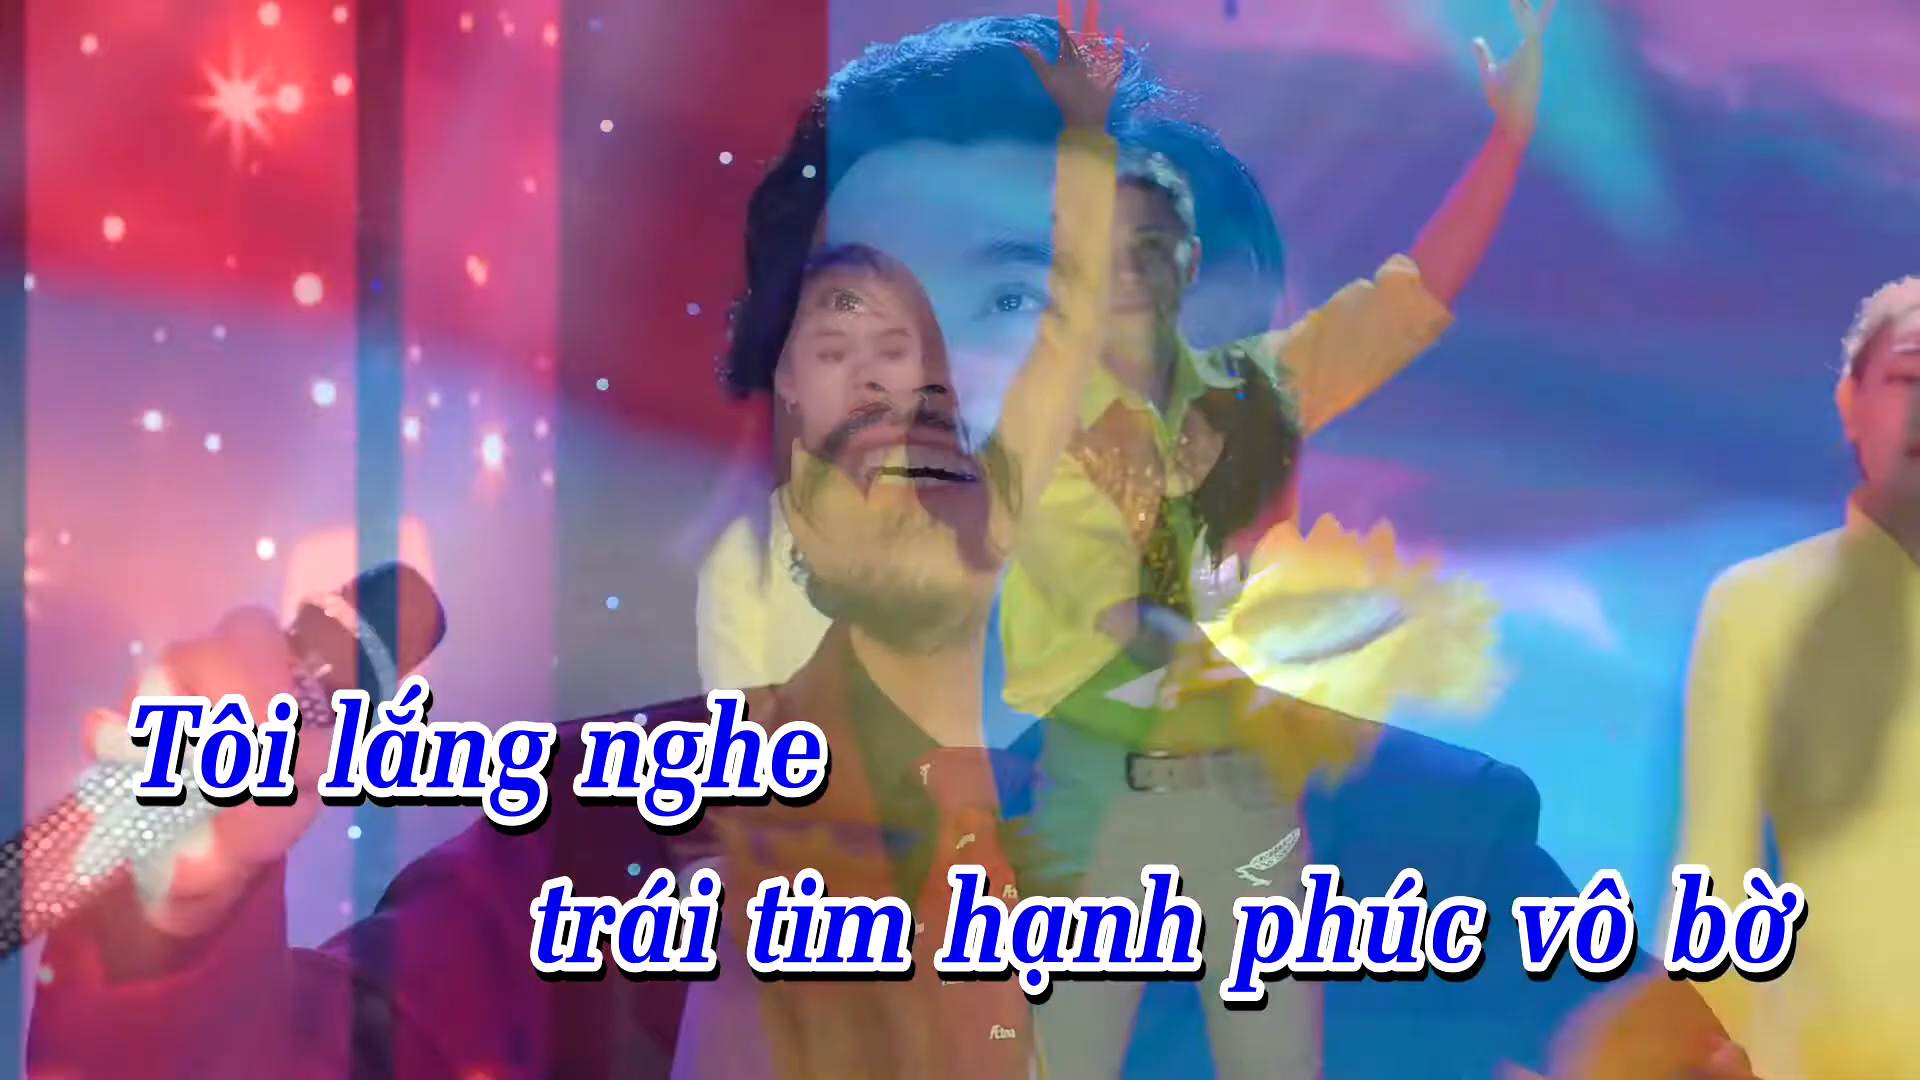 Tôi lắng nghe
trái tim hạnh phúc vô bờ